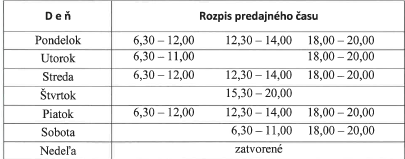 D e ň Rozpis predajného času
Pondelok 6,30 – 12,00 12,30 – 14,00 18,00 – 20,00
Utorok 6,30 – 11,00 18,00 – 20,00
Streda 6,30 – 12,00 12,30 – 14,00 18,00 – 20,00
Štvrtok 15,30 – 20,00
Piatok 6,30 – 12,00 12,30 – 14,00 18,00 – 20,00
Sobota 6,30 – 11,00 18,00 – 20,00
Nedeľa zatvorené